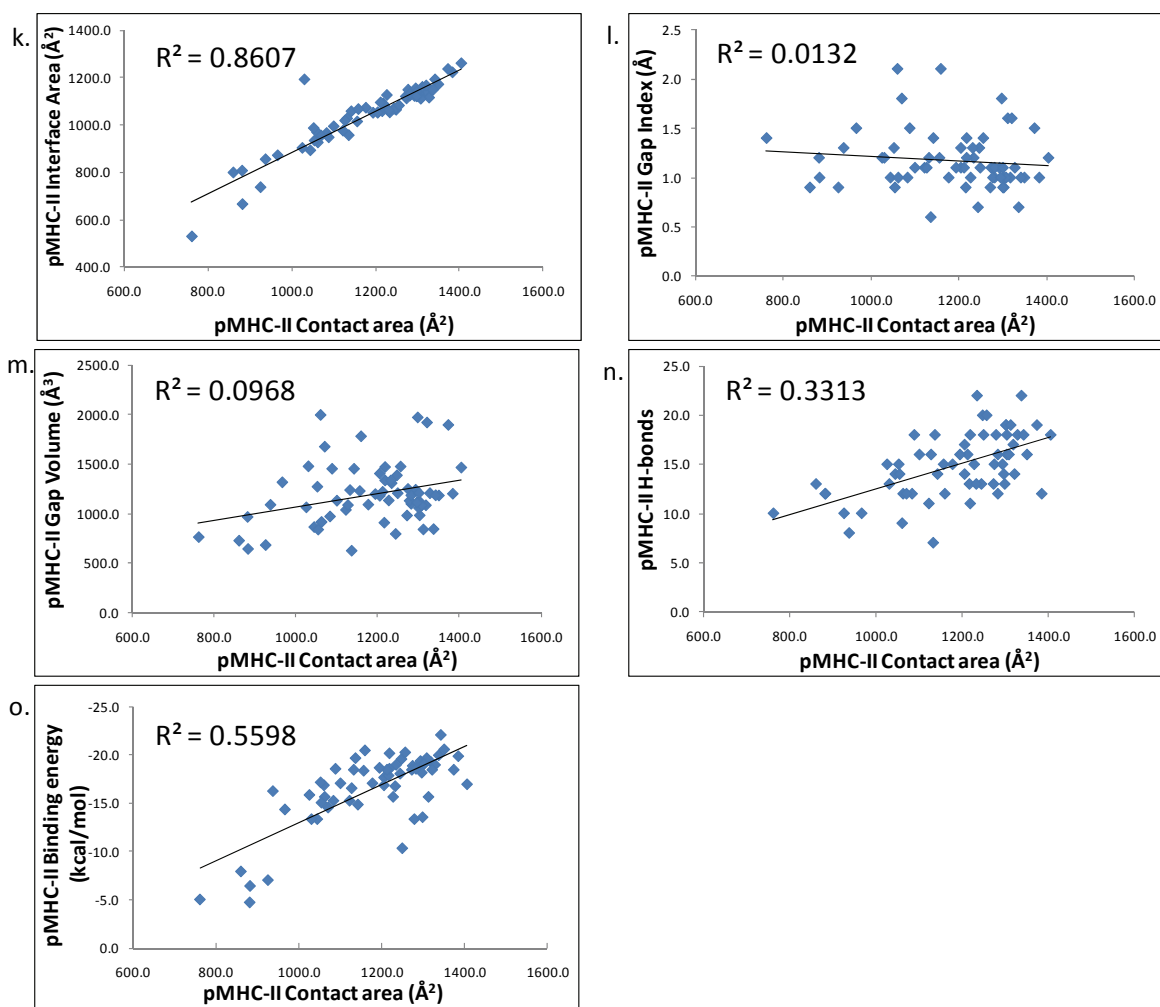 k.
R² = 0.8607
pMHC-II Interface Area (Å²)
1400.0
1200.0
1000.0
800.0
600.0
400.0
600.0 800.0 1000.0 1200.0 1400.0 1600.0
pMHC-II Contact area (Å²)
l.
R² = 0.0132
pMHC-II Gap Index (Å)
2.5
2.0
1.5
1.0
0.5
0.0
600.0 800.0 1000.0 1200.0 1400.0 1600.0
pMHC-II Contact area (Å²)
m.
R² = 0.0968
pMHC-II Gap Volume (Å³)
2500.0
2000.0
1500.0
1000.0
500.0
0.0
600.0 800.0 1000.0 1200.0 1400.0 1600.0
pMHC-II Contact area (Å²)
n.
R² = 0.3313
pMHC-II H-bonds
25.0
20.0
15.0
10.0
5.0
0.0
600.0 800.0 1000.0 1200.0 1400.0 1600.0
pMHC-II Contact area (Å²)
o.
R² = 0.5598
pMHC-II Binding energy
(kcal/mol)
-25.0
-20.0
-15.0
-10.0
-5.0
0.0
600.0 800.0 1000.0 1200.0 1400.0 1600.0
pMHC-II Contact area (Å²)